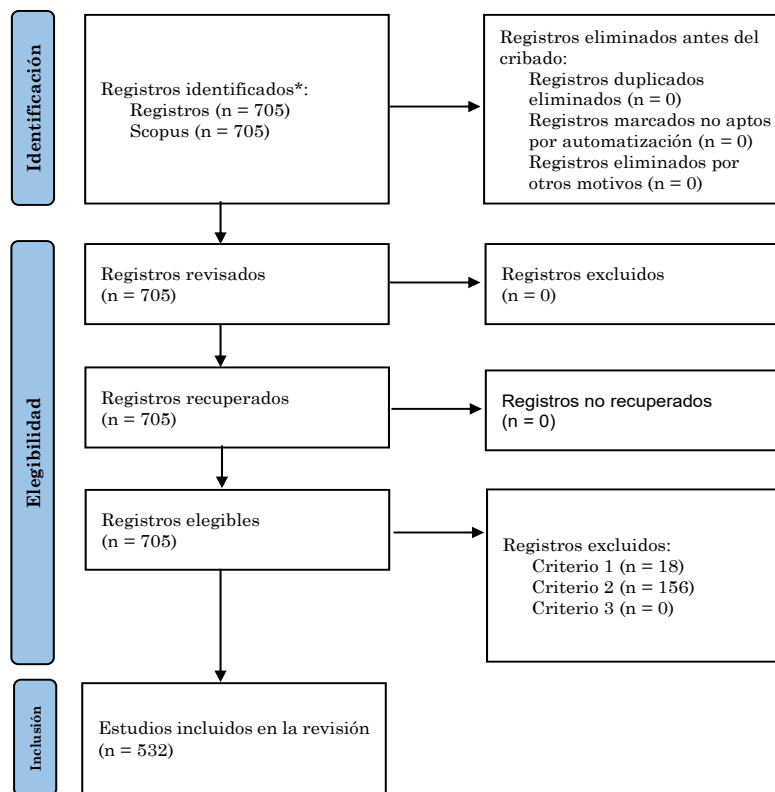 Identificación
Registros identificados*:
Registros (n = 705)
Scopus (n = 705)
Registros eliminados antes del
cribado:
Registros duplicados
eliminados (n = 0)
Registros marcados no aptos
por automatización (n = 0)
Registros eliminados por
otros motivos (n = 0)
Elegibilidad
Registros revisados
(n = 705)
Registros excluidos
(n = 0)
Registros recuperados
(n = 705)
Registros no recuperados
(n = 0)
Registros elegibles
(n = 705)
Registros excluidos:
Criterio 1 (n = 18)
Criterio 2 (n = 156)
Criterio 3 (n = 0)
Inclusión
Estudios incluidos en la revisión
(n = 532)